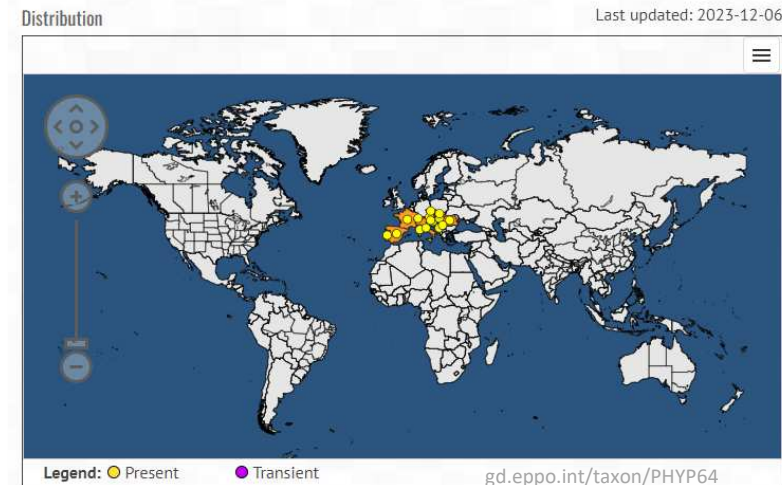 Distribution
Last updated: 2023-12-06
Legend: Present Transient
gd.eppo.int/taxon/PHYP64